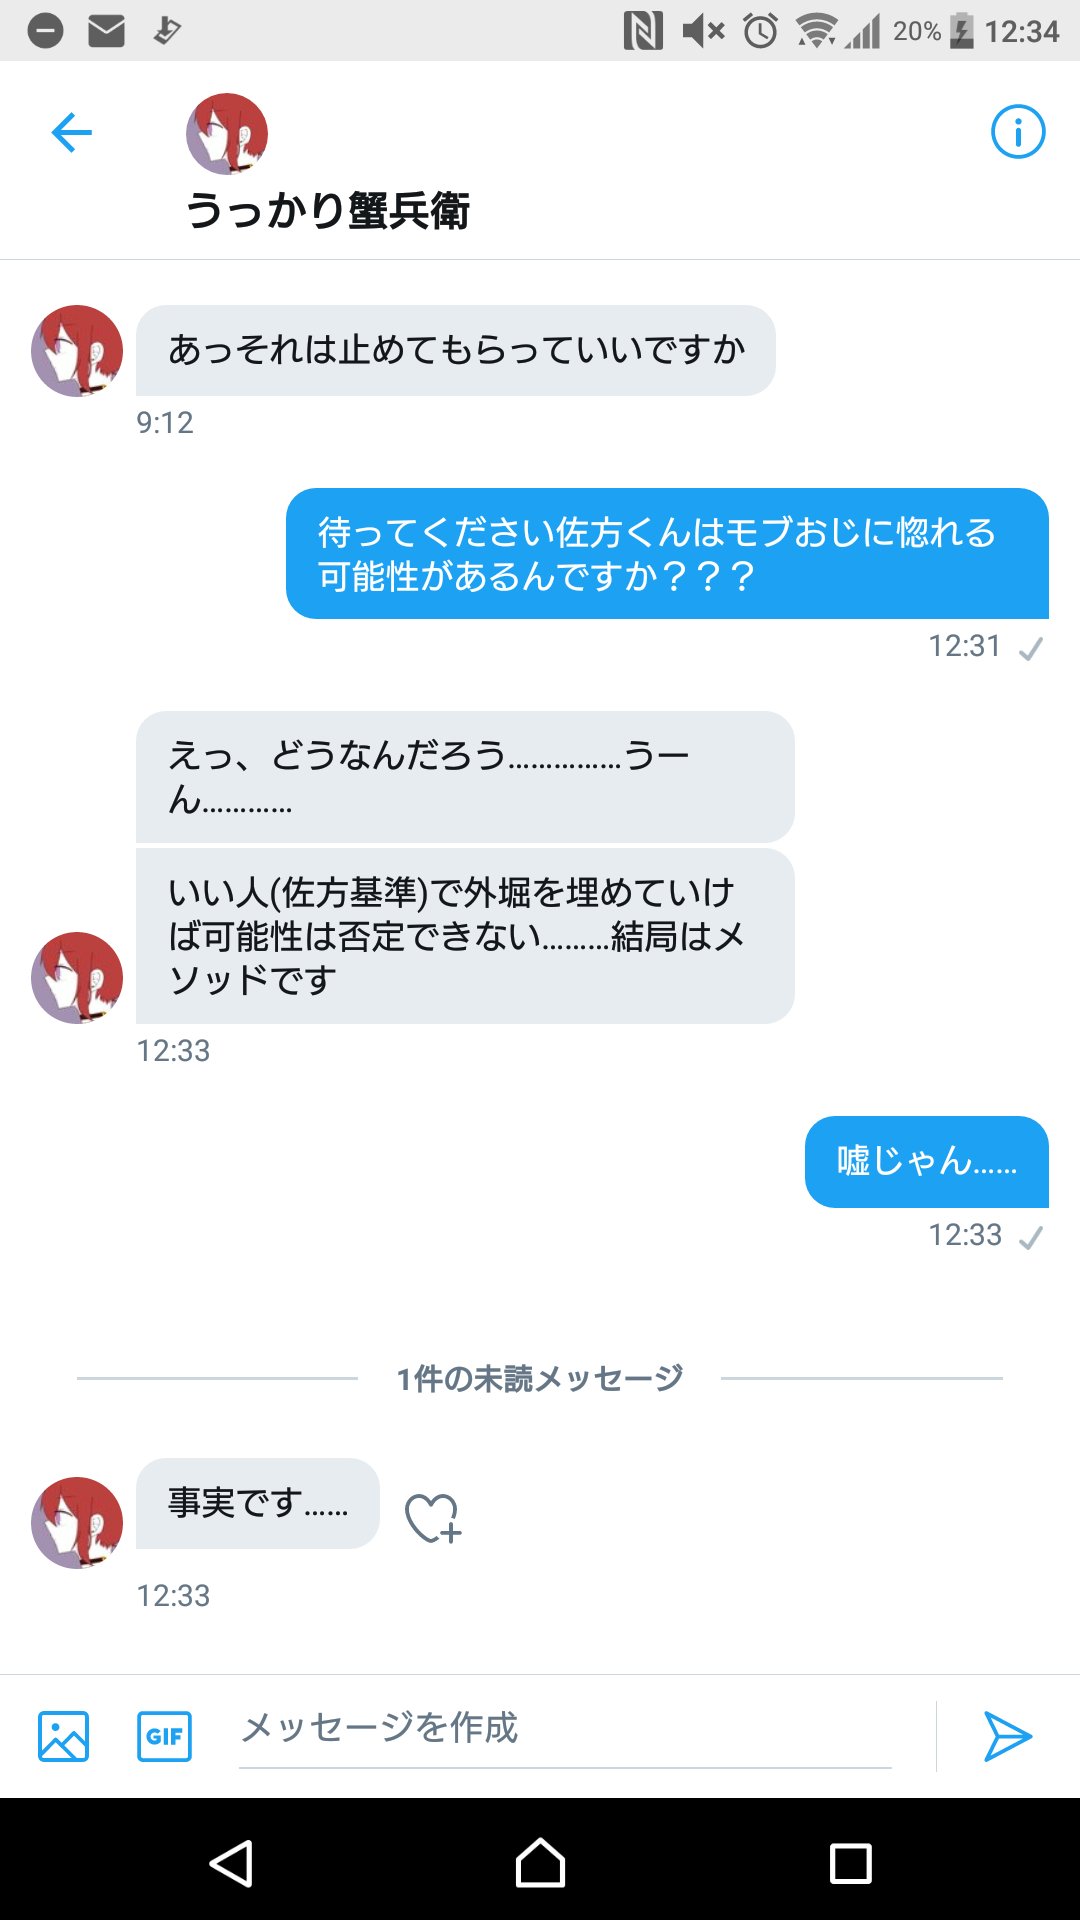 20% 12:34
うっかり蟹兵衛
あっそれは止めてもらっていいですか
9:12
待ってください佐方くんはモブおじに惚れる
可能性があるんですか？？？
12:31
えっ、どうなんだろう..............うー
ん...........
いい人(佐方基準)で外堀を埋めていけ
ば可能性は否定できない.........結局はメ
ソッドです
12:33
嘘じゃん......
12:33
1件の未読メッセージ
事実です......
12:33
GIF
メッセージを作成